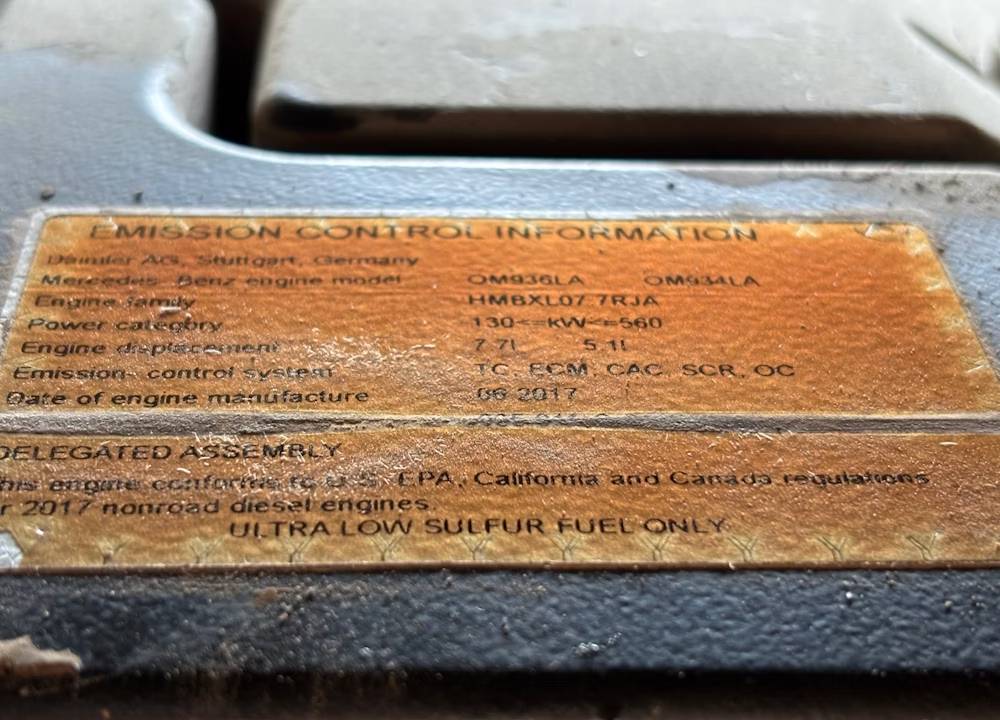 EMISSION CONTROL INFORMATION
Daimler AG, Stuttgart, Germany
Mercedes-Benz engine model OM936LA OM934LA
Engine family HMBXL07.7RJA
Power category 130<=kW<=560
Engine displacement 7.7l 5.1l
Emission- control system TC, ECM, CAC, SCR, OC
Date of engine manufacture 06 2017
DELEGATED ASSEMBLY
his engine conforms to U.S. EPA, California and Canada regulations
r 2017 nonroad diesel engines.
ULTRA LOW SULFUR FUEL ONLY